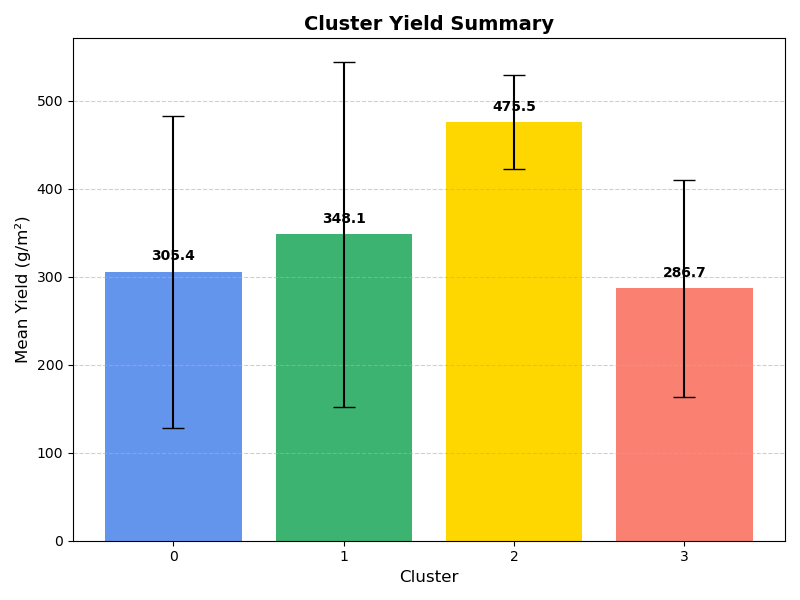 Cluster Yield Summary
Mean Yield (g/m²)
500
400
300
200
100
0
305.4
348.1
475.5
286.7
0 1 2 3
Cluster